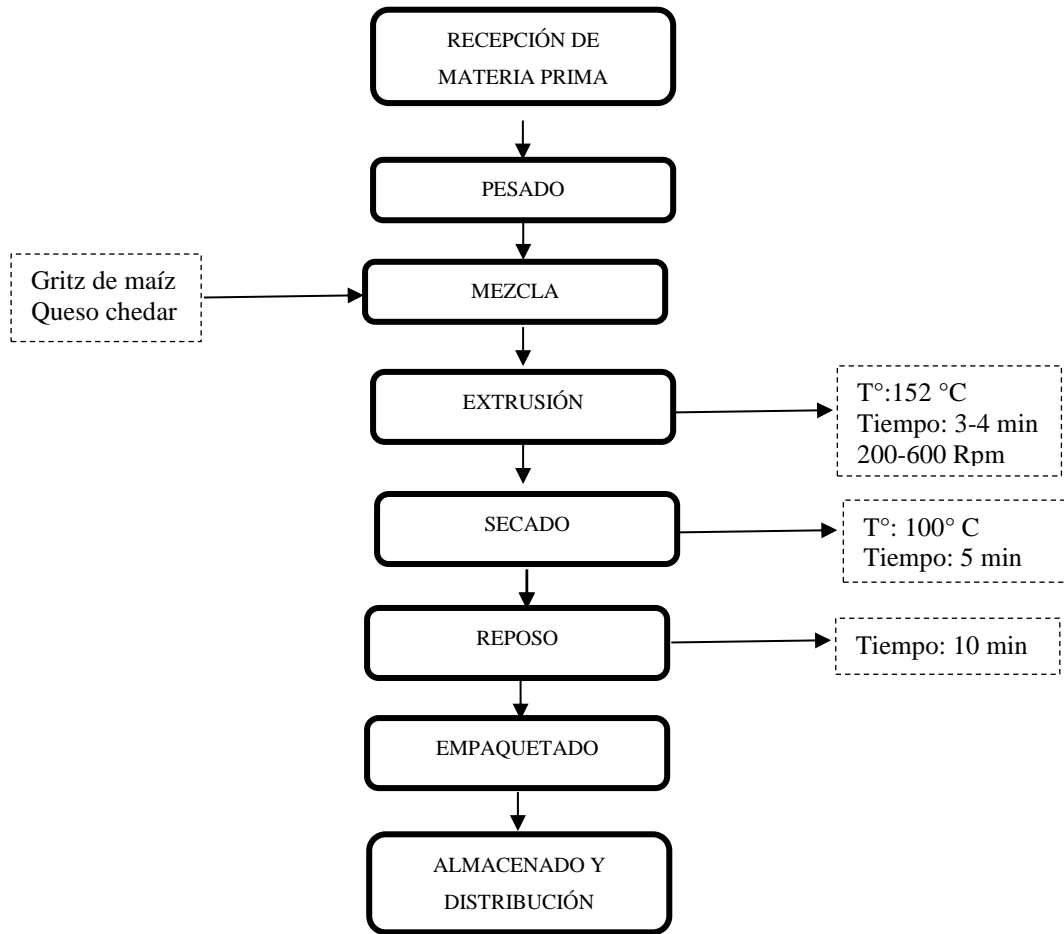 RECEPCIÓN DE
MATERIA PRIMA
PESADO
Gritz de maíz
Queso chedar
MEZCLA
EXTRUSIÓN
T°:152 °C
Tiempo: 3-4 min
200-600 Rpm
SECADO
T°: 100° C
Tiempo: 5 min
REPOSO
Tiempo: 10 min
EMPAQUETADO
ALMACENADO Y
DISTRIBUCIÓN